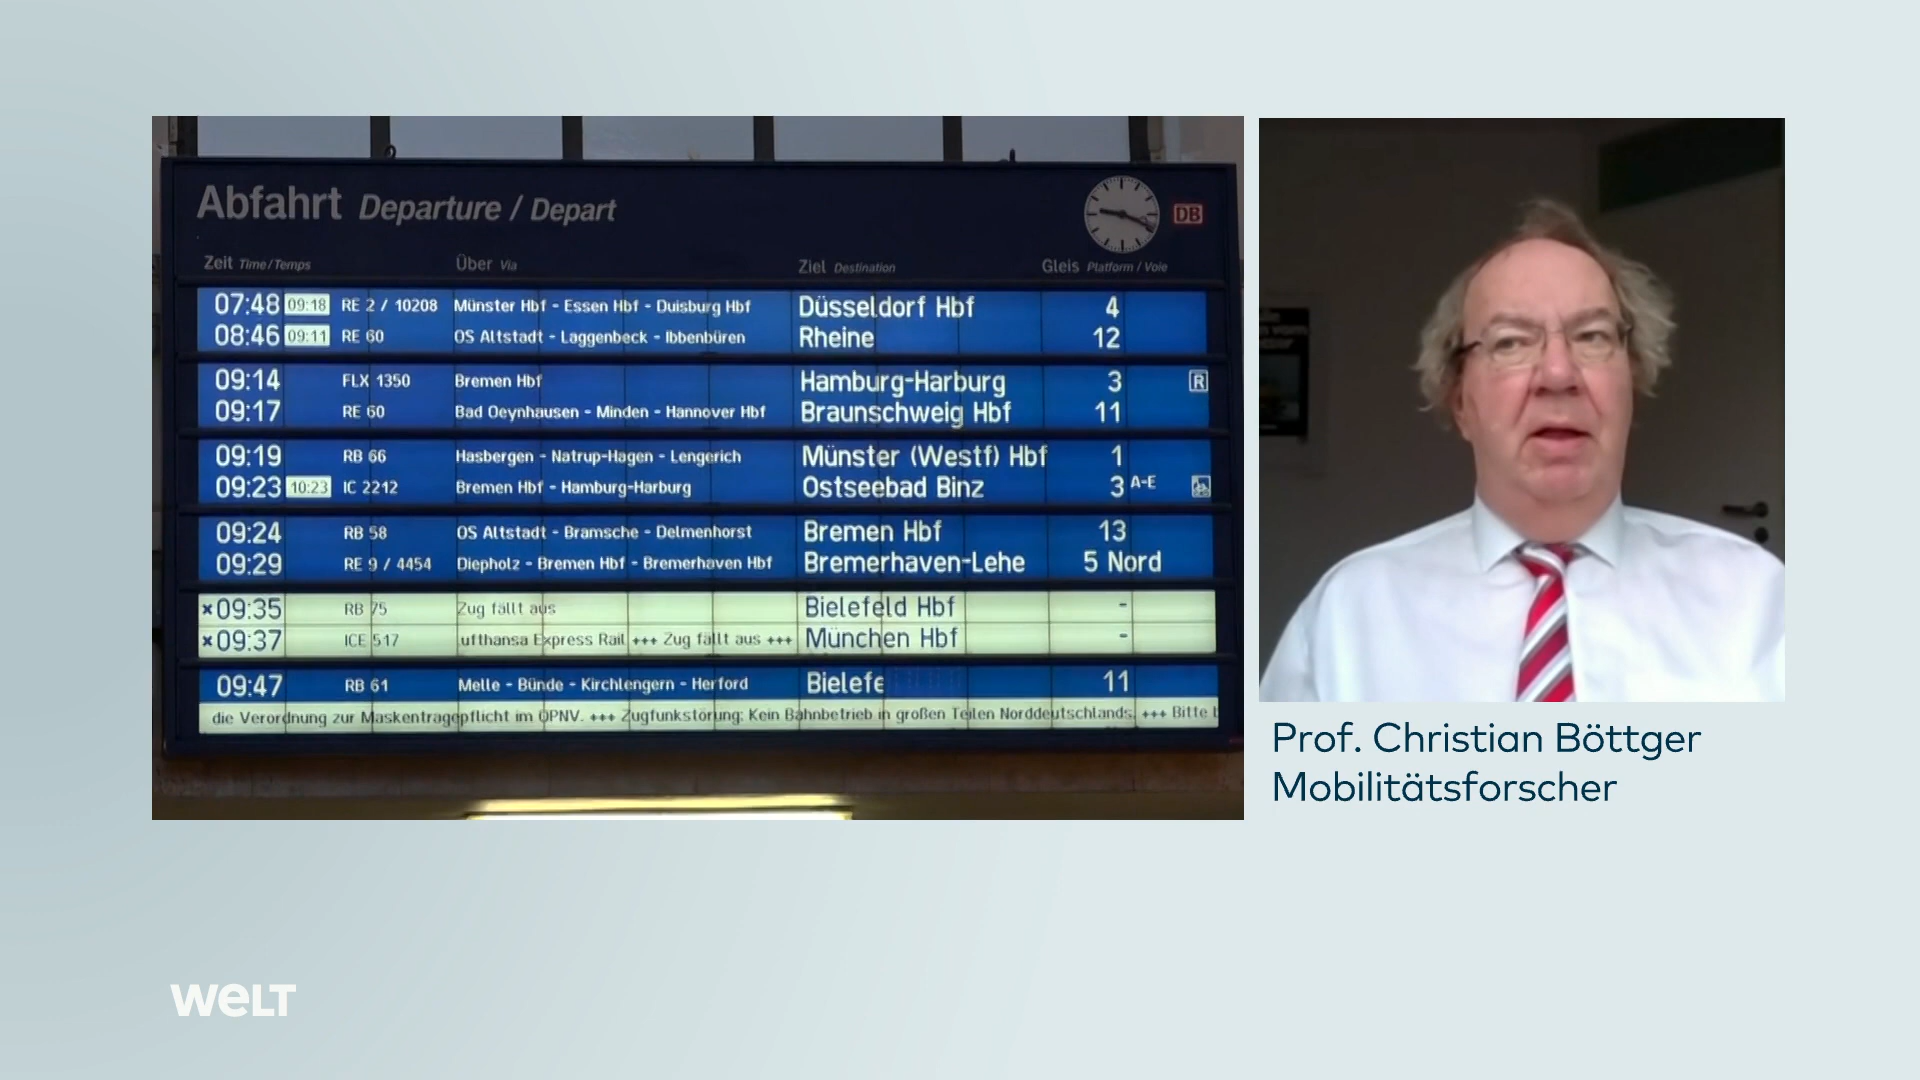 Abfahrt Departure / Depart
DB
Zeit Time / Temps Über Via Ziel Destination Gleis Platform / Voie
07:48 09:18 RE 2 / 10208 Münster Hbf - Essen Hbf - Duisburg Hbf Düsseldorf Hbf 4
08:46 09:11 RE 60 OS Altstadt - Laggenbeck - Ibbenbüren Rheine 12
09:14 FLX 1350 Bremen Hbf Hamburg-Harburg 3 R
09:17 RE 60 Bad Oeynhausen - Minden - Hannover Hbf Braunschweig Hbf 11
09:19 RB 66 Hasbergen - Natrup-Hagen - Lengerich Münster (Westf) Hbf 1
09:23 10:23 IC 2212 Bremen Hbf - Hamburg-Harburg Ostseebad Binz 3 A-E
09:24 RB 58 OS Altstadt - Bramsche - Delmenhorst Bremen Hbf 13
09:29 RE 9 / 4454 Diepholz - Bremen Hbf - Bremerhaven Hbf Bremerhaven-Lehe 5 Nord
×09:35 RB 75 Zug fällt aus Bielefeld Hbf -
×09:37 ICE 517 ufthansa Express Rail +++ Zug fällt aus +++ München Hbf -
09:47 RB 61 Melle - Bünde - Kirchlengern - Herford Bielefe 11
die Verordnung zur Maskentragepflicht im ÖPNV. +++ Zugfunkstörung: Kein Bahnbetrieb in großen Teilen Norddeutschlands. +++ Bitte
Prof. Christian Böttger
Mobilitätsforscher
WELT